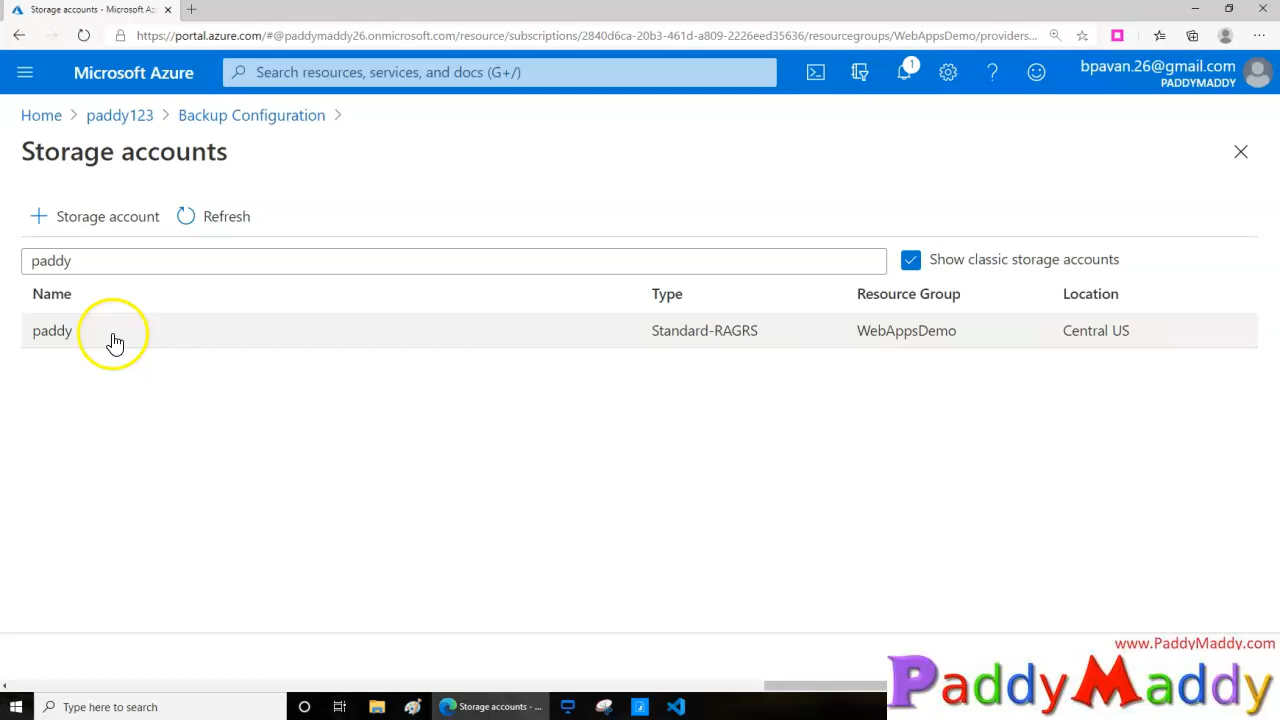 Storage accounts - Microsoft Az
https://portal.azure.com/#@paddymaddy26.onmicrosoft.com/resource/subscriptions/2840d6ca-20b3-461d-a809-2226eed35636/resourcegroups/WebAppsDemo/providers...
Microsoft Azure
Search resources, services, and docs (G+/)
1
bpavan.26@gmail.com
PADDYMADDY
Home > paddy123 > Backup Configuration >
Storage accounts
Storage account
Refresh
paddy
Show classic storage accounts
Name Type Resource Group Location
paddy Standard-RAGRS WebAppsDemo Central US
www.PaddyMaddy.com
PaddyMaddy
Type here to search
Storage accounts - ...